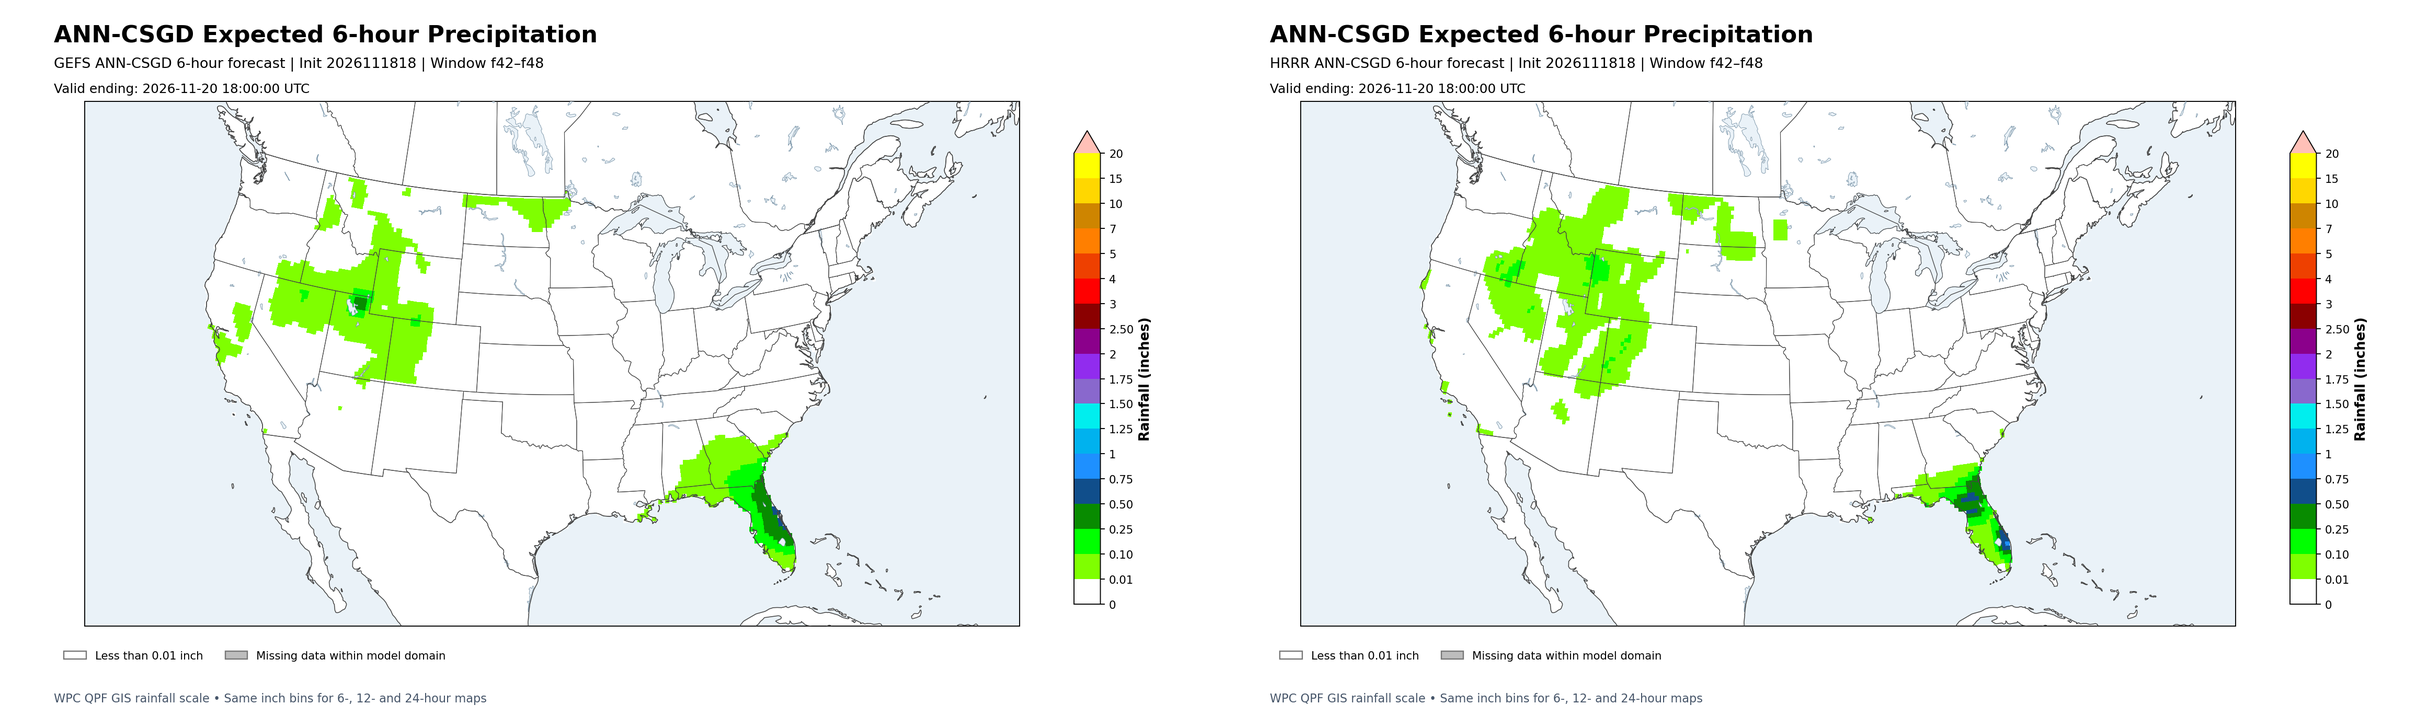 ANN-CSGD Expected 6-hour Precipitation
GEFS ANN-CSGD 6-hour forecast | Init 2026111818 | Window f42–f48
Valid ending: 2026-11-20 18:00:00 UTC
20
15
10
7
5
4
3
2.50
2
1.75
1.50
1.25
1
0.75
0.50
0.25
0.10
0.01
0
Rainfall (inches)
Less than 0.01 inch
Missing data within model domain
WPC QPF GIS rainfall scale • Same inch bins for 6-, 12- and 24-hour maps
ANN-CSGD Expected 6-hour Precipitation
HRRR ANN-CSGD 6-hour forecast | Init 2026111818 | Window f42–f48
Valid ending: 2026-11-20 18:00:00 UTC
20
15
10
7
5
4
3
2.50
2
1.75
1.50
1.25
1
0.75
0.50
0.25
0.10
0.01
0
Rainfall (inches)
Less than 0.01 inch
Missing data within model domain
WPC QPF GIS rainfall scale • Same inch bins for 6-, 12- and 24-hour maps